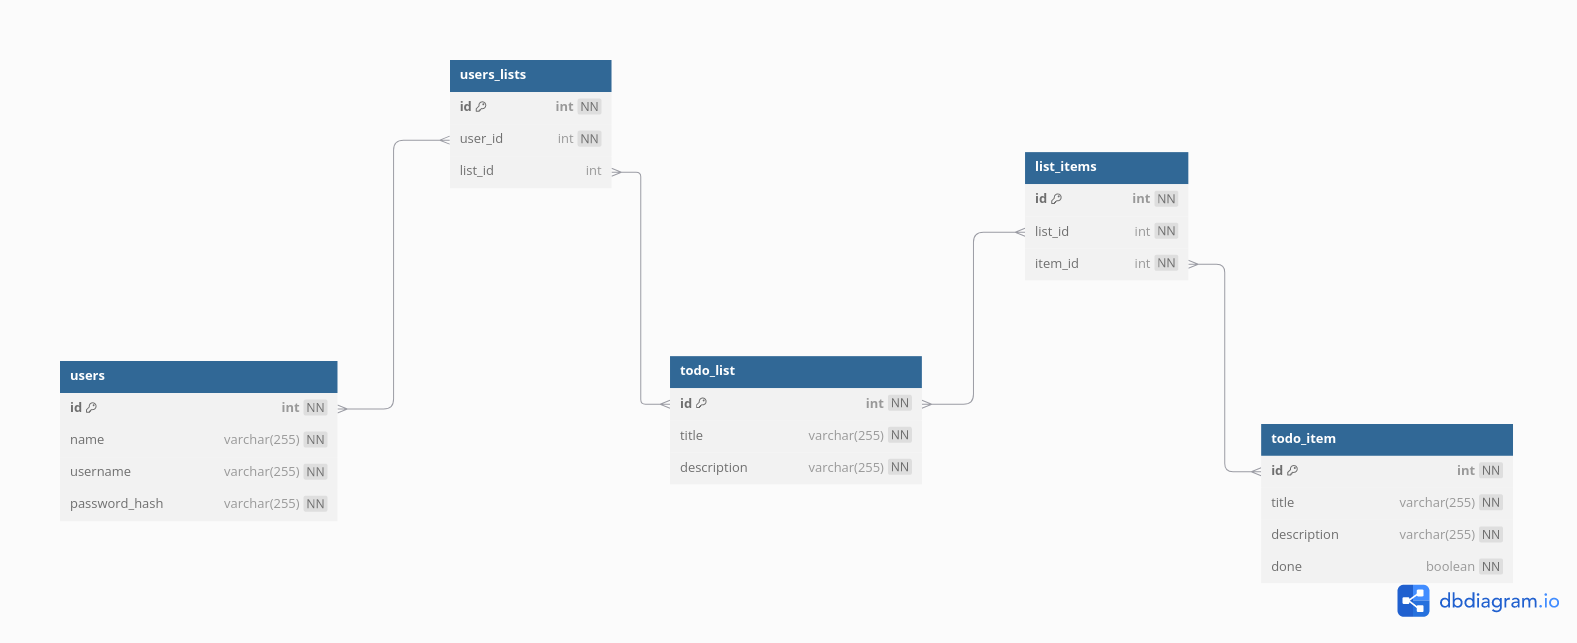 users_lists
id int NN
user_id int NN
list_id int
list_items
id int NN
list_id int NN
item_id int NN
users
id int NN
name varchar(255) NN
username varchar(255) NN
password_hash varchar(255) NN
todo_list
id int NN
title varchar(255) NN
description varchar(255) NN
todo_item
id int NN
title varchar(255) NN
description varchar(255) NN
done boolean NN
dbdiagram.io